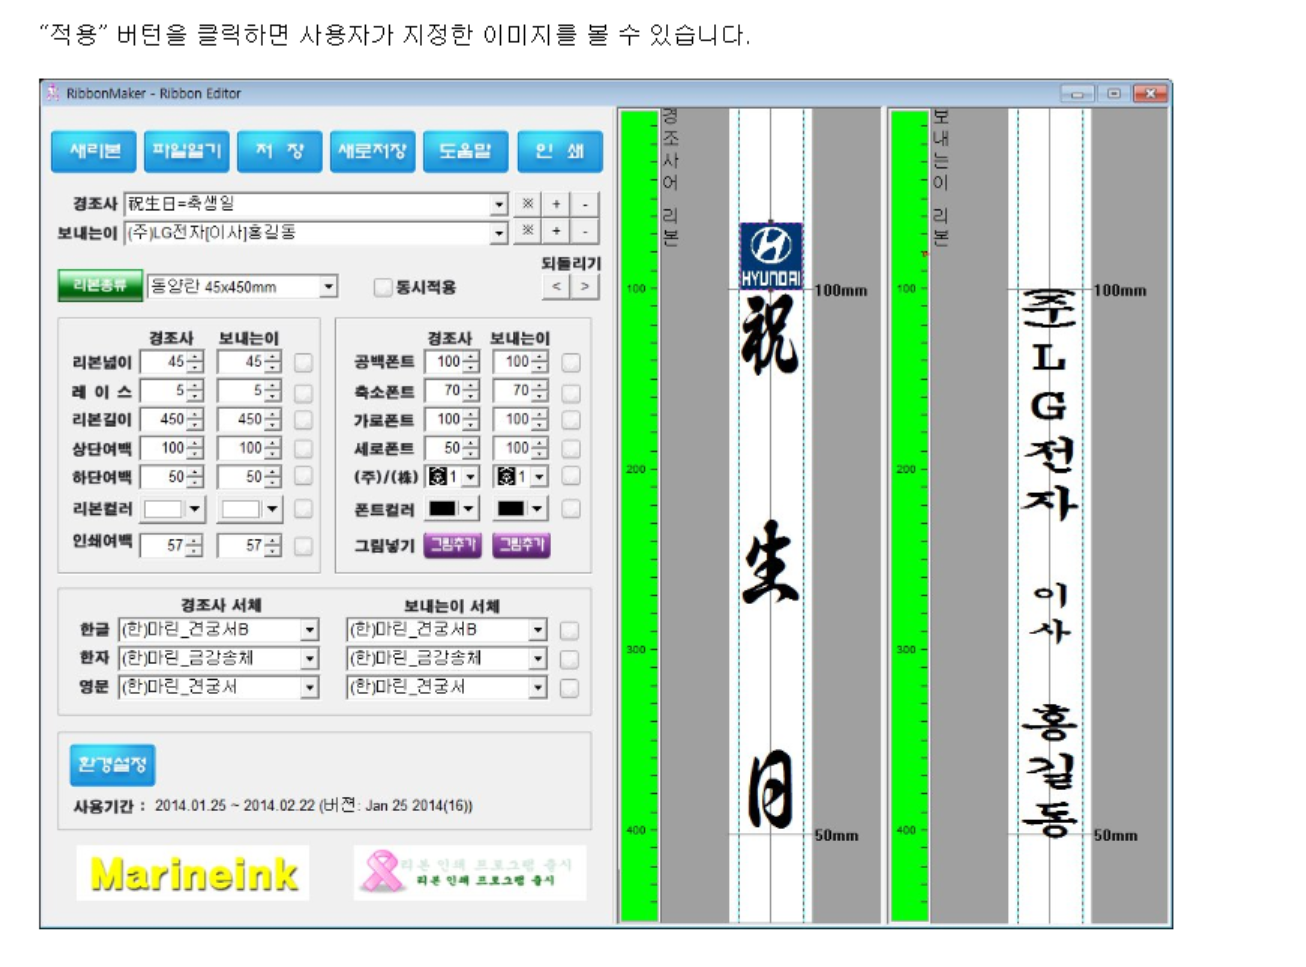 “적용” 버턴을 클릭하면 사용자가 지정한 이미지를 볼 수 있습니다.
RibbonMaker - Ribbon Editor
새리본 파일열기 저 장 새로저장 도움말 인 쇄
경조사 祝生日=축생일 ※ + -
보내는이 (주)LG전자[이사]홍길동 ※ + -
되돌리기
리본종류 동양란 45x450mm 동시적용 < >
경조사 보내는이
리본넓이 45 45
레 이 스 5 5
리본길이 450 450
상단여백 100 100
하단여백 50 50
리본컬러
인쇄여백 57 57
경조사 보내는이
공백폰트 100 100
축소폰트 70 70
가로폰트 100 100
세로폰트 50 100
(주)/(株) 1 1
폰트컬러
그림넣기 그림추가 그림추가
경조사 서체 보내는이 서체
한글 (한)마린_견궁서B (한)마린_견궁서B
한자 (한)마린_금강송체 (한)마린_금강송체
영문 (한)마린_견궁서 (한)마린_견궁서
환경설정
사용기간 : 2014.01.25 ~ 2014.02.22 (버젼: Jan 25 2014(16))
Marineink
리본 인쇄 프로그램 출시
리본 인쇄 프로그램 출시
경조사어 리본
100
200
300
400
HYUNDAI
祝生日
100mm
50mm
보내는이 리본
100
200
300
400
(주)LG전자 이사 홍길동
100mm
50mm